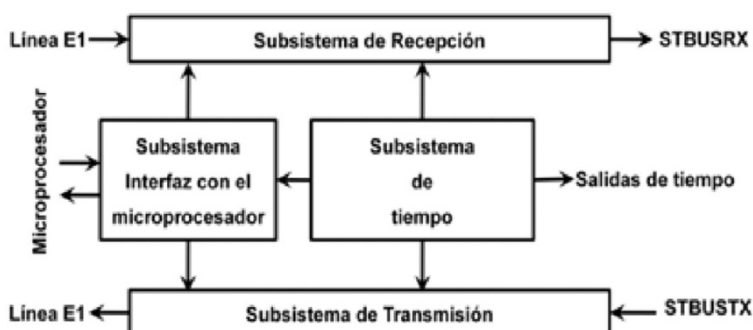 Línea E1
Subsistema de Recepción
STBUSRX
Microprocesador
Subsistema
Interfaz con el
microprocesador
Subsistema
de
tiempo
Salidas de tiempo
Línea E1
Subsistema de Transmisión
STBUSTX